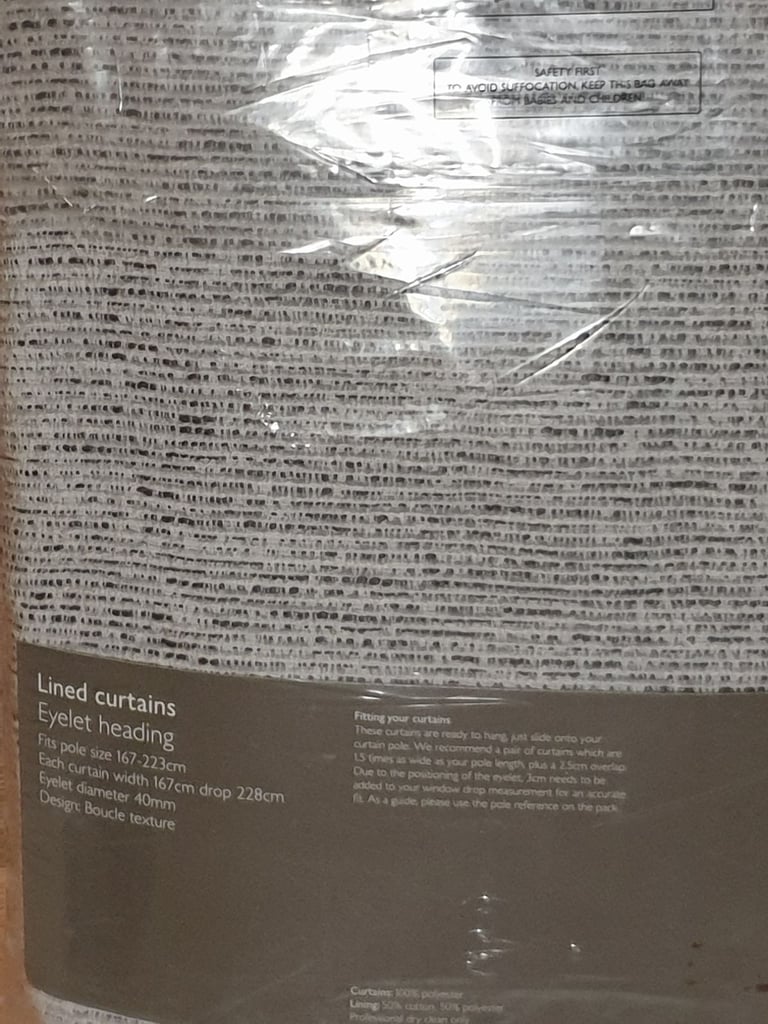 SAFETY FIRST
TO AVOID SUFFOCATION, KEEP THIS BAG AWAY
FROM BABIES AND CHILDREN!
Lined curtains
Eyelet heading
Fits pole size 167-223cm
Each curtain width 167cm drop 228cm
Eyelet diameter 40mm
Design: Boucle texture
Fitting your curtains
These curtains are ready to hang, just slide onto your
curtain pole. We recommend a pair of curtains which are
1.5 times as wide as your pole length, plus a 2.5cm overlap.
Due to the positioning of the eyelet, 3cm needs to be
added to your window drop measurement for an accurate
fit. As a guide, please use the pole reference on the pack.
Curtains: 100% polyester
Lining: 50% cotton, 50% polyester
Professional dry clean only